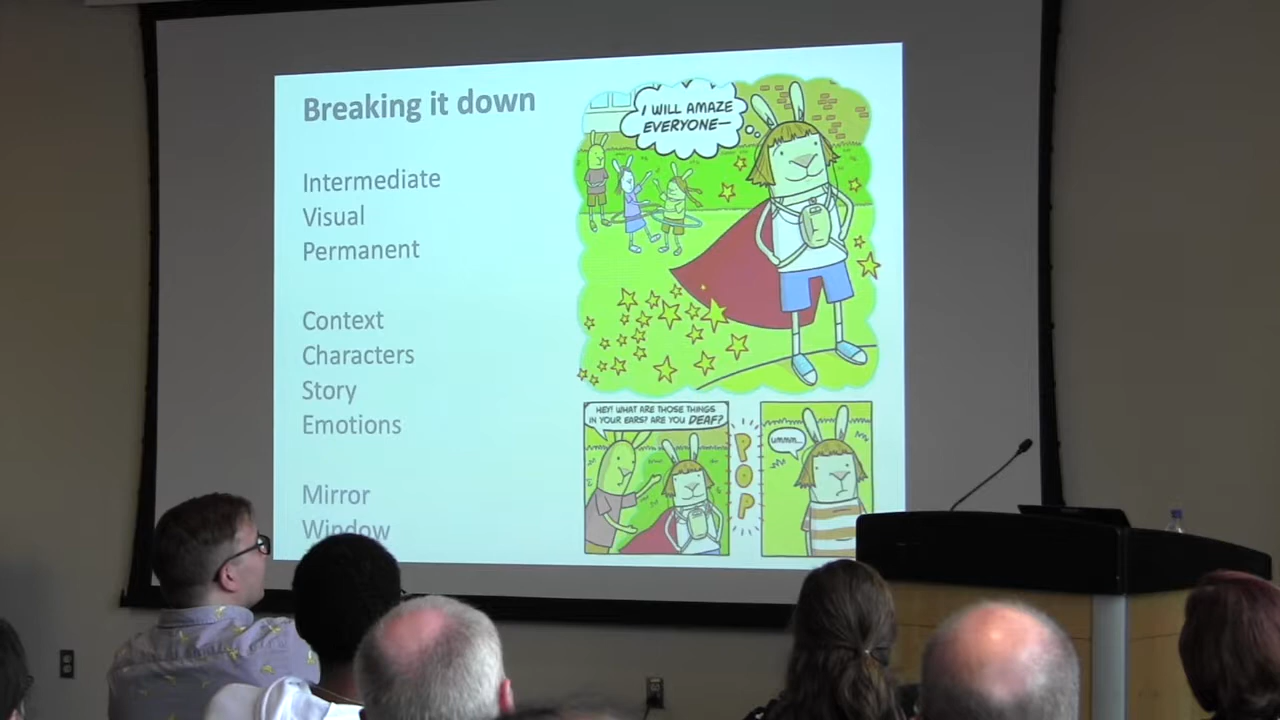 Breaking it down
Intermediate
Visual
Permanent
Context
Characters
Story
Emotions
Mirror
Window
I WILL AMAZE
EVERYONE—
HEY! WHAT ARE THOSE THINGS
IN YOUR EARS? ARE YOU DEAF?
POP
ummm...